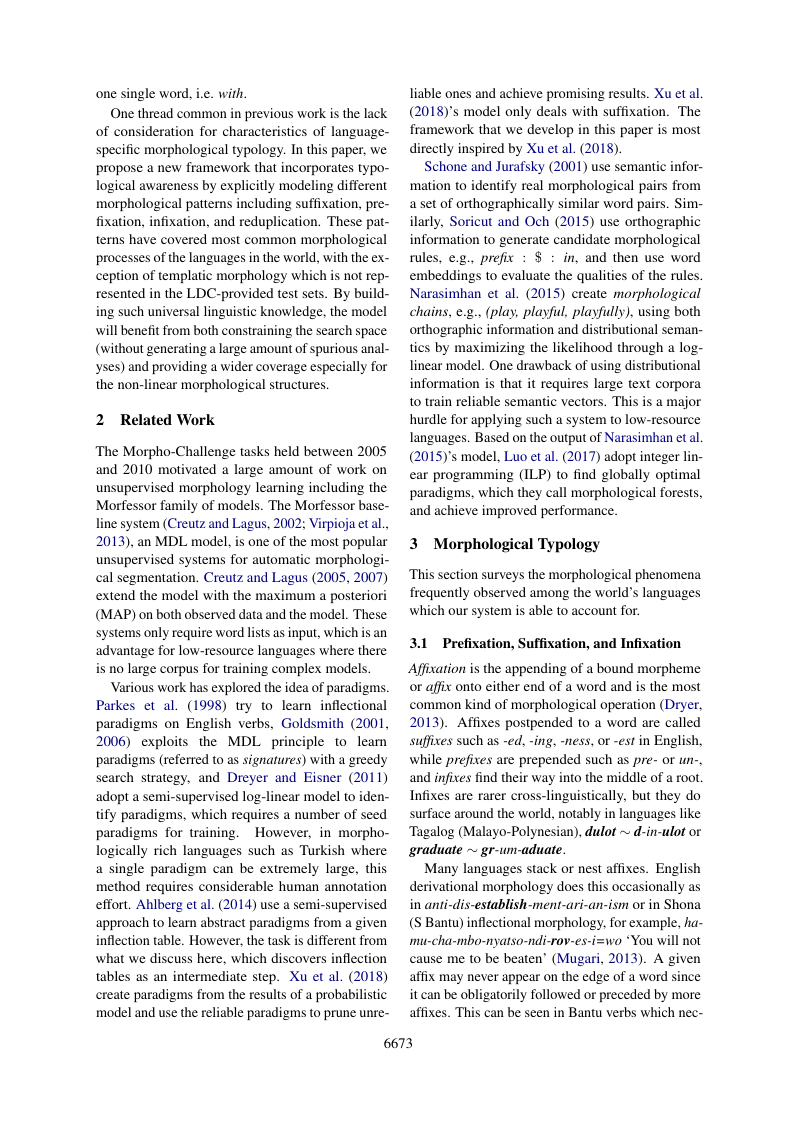 one single word, i.e. with.
One thread common in previous work is the lack
of consideration for characteristics of language-
specific morphological typology. In this paper, we
propose a new framework that incorporates typo-
logical awareness by explicitly modeling different
morphological patterns including suffixation, pre-
fixation, infixation, and reduplication. These pat-
terns have covered most common morphological
processes of the languages in the world, with the ex-
ception of templatic morphology which is not rep-
resented in the LDC-provided test sets. By build-
ing such universal linguistic knowledge, the model
will benefit from both constraining the search space
(without generating a large amount of spurious anal-
yses) and providing a wider coverage especially for
the non-linear morphological structures.
2 Related Work
The Morpho-Challenge tasks held between 2005
and 2010 motivated a large amount of work on
unsupervised morphology learning including the
Morfessor family of models. The Morfessor base-
line system (Creutz and Lagus, 2002; Virpioja et al.,
2013), an MDL model, is one of the most popular
unsupervised systems for automatic morphologi-
cal segmentation. Creutz and Lagus (2005, 2007)
extend the model with the maximum a posteriori
(MAP) on both observed data and the model. These
systems only require word lists as input, which is an
advantage for low-resource languages where there
is no large corpus for training complex models.
Various work has explored the idea of paradigms.
Parkes et al. (1998) try to learn inflectional
paradigms on English verbs, Goldsmith (2001,
2006) exploits the MDL principle to learn
paradigms (referred to as signatures) with a greedy
search strategy, and Dreyer and Eisner (2011)
adopt a semi-supervised log-linear model to iden-
tify paradigms, which requires a number of seed
paradigms for training. However, in morpho-
logically rich languages such as Turkish where
a single paradigm can be extremely large, this
method requires considerable human annotation
effort. Ahlberg et al. (2014) use a semi-supervised
approach to learn abstract paradigms from a given
inflection table. However, the task is different from
what we discuss here, which discovers inflection
tables as an intermediate step. Xu et al. (2018)
create paradigms from the results of a probabilistic
model and use the reliable paradigms to prune unre-
liable ones and achieve promising results. Xu et al.
(2018)'s model only deals with suffixation. The
framework that we develop in this paper is most
directly inspired by Xu et al. (2018).
Schone and Jurafsky (2001) use semantic infor-
mation to identify real morphological pairs from
a set of orthographically similar word pairs. Sim-
ilarly, Soricut and Och (2015) use orthographic
information to generate candidate morphological
rules, e.g., prefix : $ : in, and then use word
embeddings to evaluate the qualities of the rules.
Narasimhan et al. (2015) create morphological
chains, e.g., (play, playful, playfully), using both
orthographic information and distributional seman-
tics by maximizing the likelihood through a log-
linear model. One drawback of using distributional
information is that it requires large text corpora
to train reliable semantic vectors. This is a major
hurdle for applying such a system to low-resource
languages. Based on the output of Narasimhan et al.
(2015)'s model, Luo et al. (2017) adopt integer lin-
ear programming (ILP) to find globally optimal
paradigms, which they call morphological forests,
and achieve improved performance.
3 Morphological Typology
This section surveys the morphological phenomena
frequently observed among the world's languages
which our system is able to account for.
3.1 Prefixation, Suffixation, and Infixation
Affixation is the appending of a bound morpheme
or affix onto either end of a word and is the most
common kind of morphological operation (Dryer,
2013). Affixes postpended to a word are called
suffixes such as -ed, -ing, -ness, or -est in English,
while prefixes are prepended such as pre- or un-,
and infixes find their way into the middle of a root.
Infixes are rarer cross-linguistically, but they do
surface around the world, notably in languages like
Tagalog (Malayo-Polynesian), dulot ∼ d-in-ulot or
graduate ∼ gr-um-aduate.
Many languages stack or nest affixes. English
derivational morphology does this occasionally as
in anti-dis-establish-ment-ari-an-ism or in Shona
(S Bantu) inflectional morphology, for example, ha-
mu-cha-mbo-nyatso-ndi-rov-es-i=wo ‘You will not
cause me to be beaten’ (Mugari, 2013). A given
affix may never appear on the edge of a word since
it can be obligatorily followed or preceded by more
affixes. This can be seen in Bantu verbs which nec-
6673